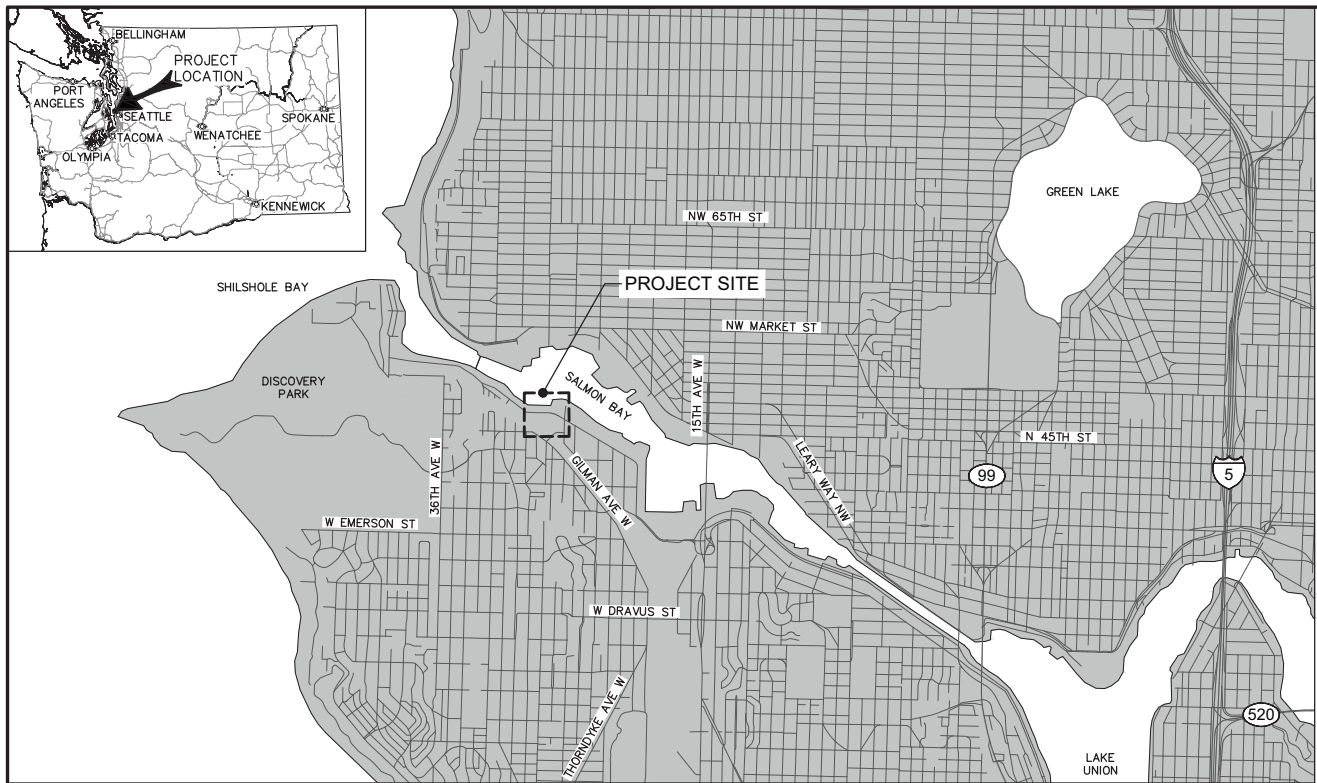 BELLINGHAM
PROJECT
LOCATION
PORT
ANGELES
SEATTLE
SPOKANE
TACOMA
WENATCHEE
OLYMPIA
KENNEWICK
GREEN LAKE
NW 65TH ST
SHILSHOLE BAY
PROJECT SITE
NW MARKET ST
DISCOVERY
PARK
SALMON BAY
15TH AVE W
N 45TH ST
36TH AVE W
GILMAN AVE W
LEARY WAY NW
99
5
W EMERSON ST
W DRAVUS ST
THORNDYKE AVE W
520
LAKE
UNION